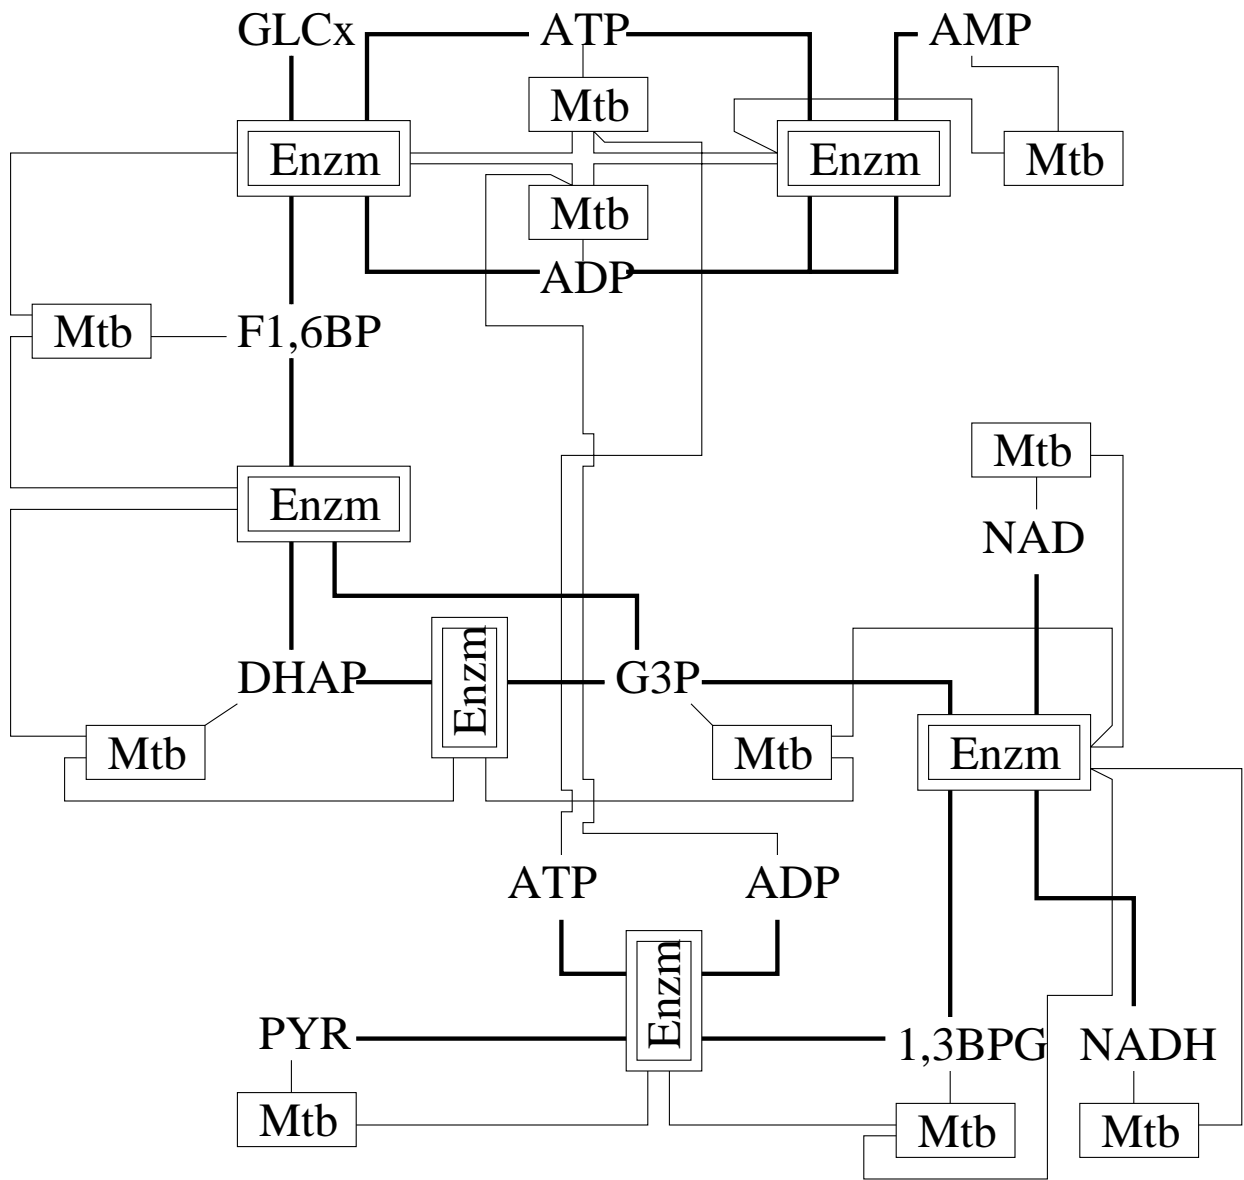 GLCx
ATP
AMP
Mtb
Enzm
Enzm
Mtb
Mtb
ADP
Mtb
F1,6BP
Mtb
Enzm
NAD
Enzm
DHAP
G3P
Mtb
Mtb
Enzm
ATP
ADP
Enzm
PYR
1,3BPG
NADH
Mtb
Mtb
Mtb